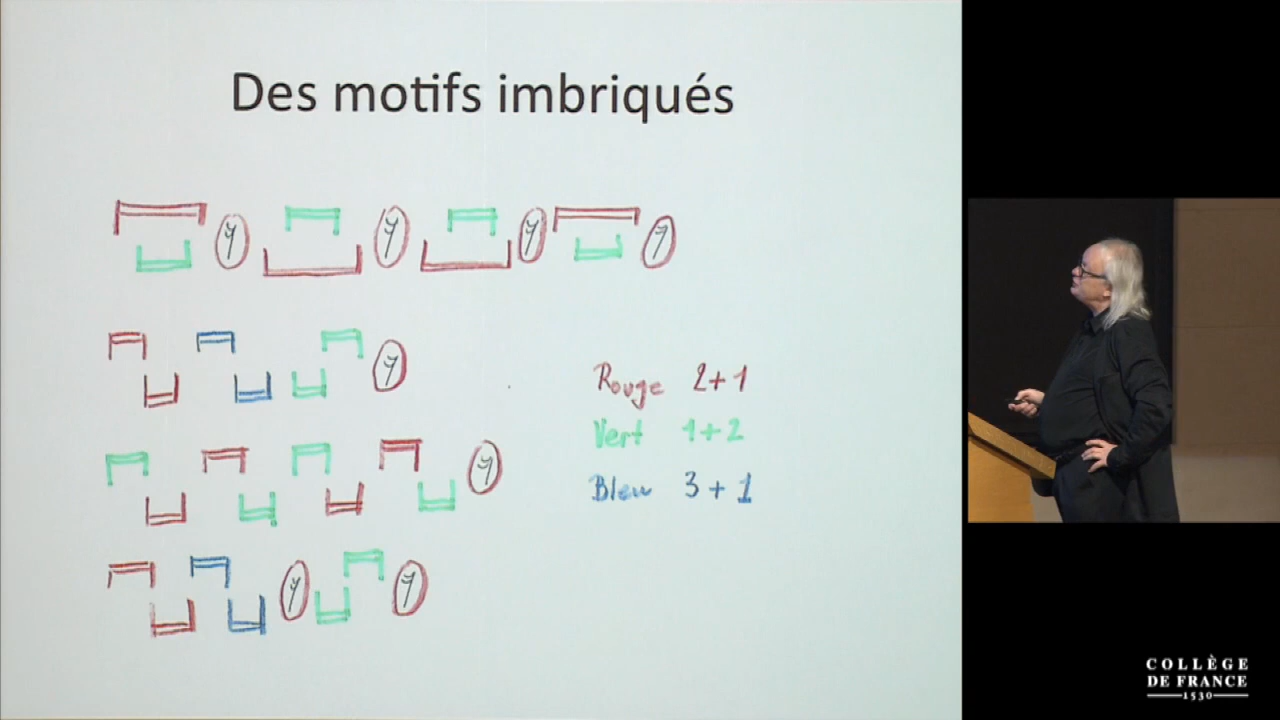 Des motifs imbriqués
Rouge 2+1
Vert 1+2
Bleu 3+1
COLLÈGE
DE FRANCE
1530